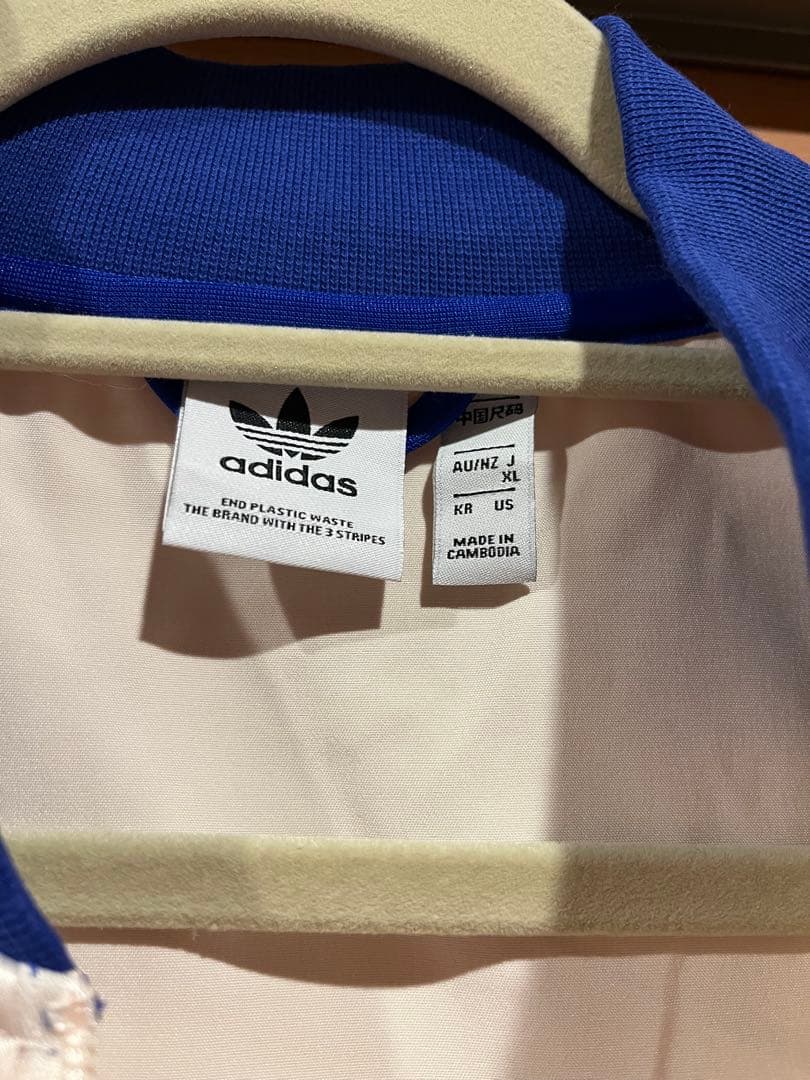 adidas
END PLASTIC WASTE
THE BRAND WITH THE 3 STRIPES
中国尺码
AU/NZ J
XL
KR US
MADE IN
CAMBODIA